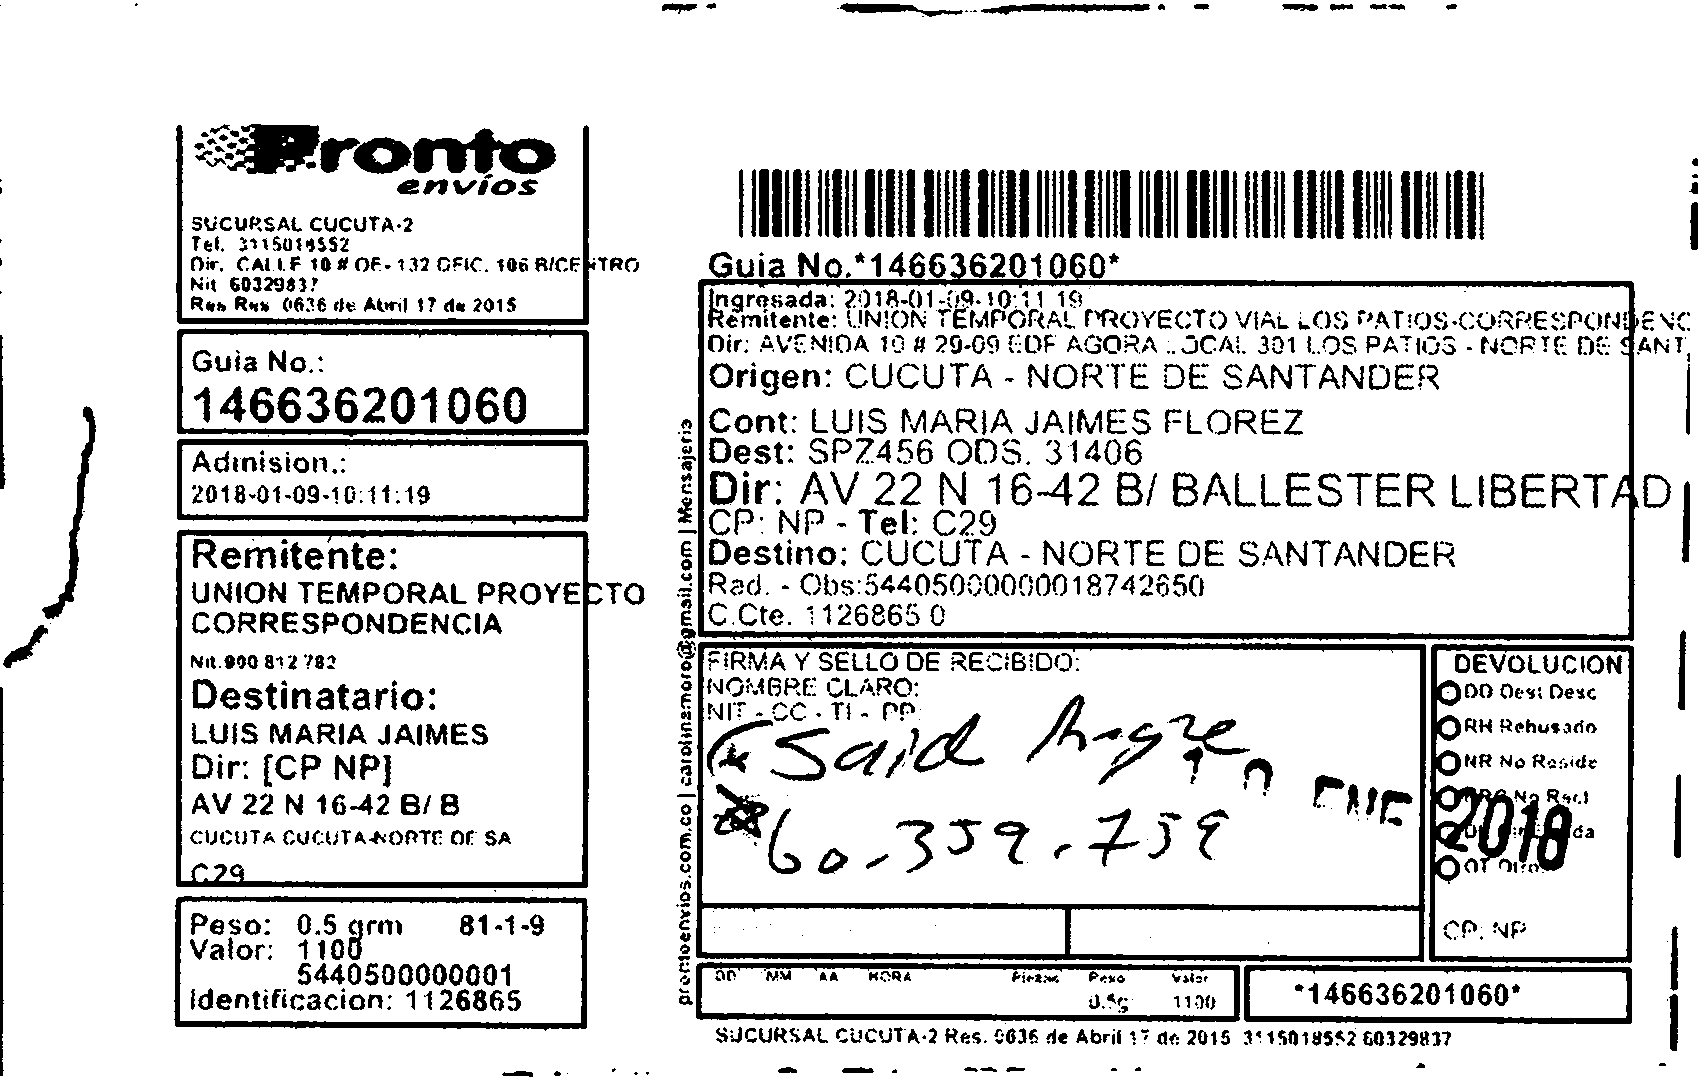 Pronto
envíos
SUCURSAL CUCUTA-2
Tel. 3115018552
Dir. CALLE 10 # OE-132 OFIC. 106 B/CENTRO
Nit 60329837
Res Res 0636 de Abril 17 de 2015
Guia No.:
146636201060
Admision.:
2018-01-09-10:11:19
Remitente:
UNION TEMPORAL PROYECTO
CORRESPONDENCIA
Nit.900 812 782
Destinatario:
LUIS MARIA JAIMES
Dir: [CP NP]
AV 22 N 16-42 B/ B
CUCUTA CUCUTA-NORTE DE SA
C29
Peso: 0.5 grm 81-1-9
Valor: 1100
5440500000001
Identificacion: 1126865
prontoenvios.com.co | carolinamoro@gmail.com | Mensajeria
Guia No.*146636201060*
Ingresada: 2018-01-09-10:11 19
Remitente: UNION TEMPORAL PROYECTO VIAL LOS PATIOS-CORRESPONDENC
Dir: AVENIDA 10 # 29-09 EDF AGORA LOCAL 301 LOS PATIOS - NORTE DE SANT
Origen: CUCUTA - NORTE DE SANTANDER
Cont: LUIS MARIA JAIMES FLOREZ
Dest: SPZ456 ODS. 31406
Dir: AV 22 N 16-42 B/ BALLESTER LIBERTAD
CP: NP - Tel: C29
Destino: CUCUTA - NORTE DE SANTANDER
Rad. - Obs:54405000000018742650
C.Cte. 1126865 0
FIRMA Y SELLO DE RECIBIDO:
NOMBRE CLARO:
NIT - CC - TI - PP
Said
ENE 2018
60.359.759
DEVOLUCION
DD Dest Desc
RH Rehusado
NR No Reside
No Recl
da
OT Otro
CP: NP
DD MM AA HORA Piezas Peso Valor
0.5g 1100
*146636201060*
SUCURSAL CUCUTA-2 Res. 0636 de Abril 17 de 2015 3115018552 60329837